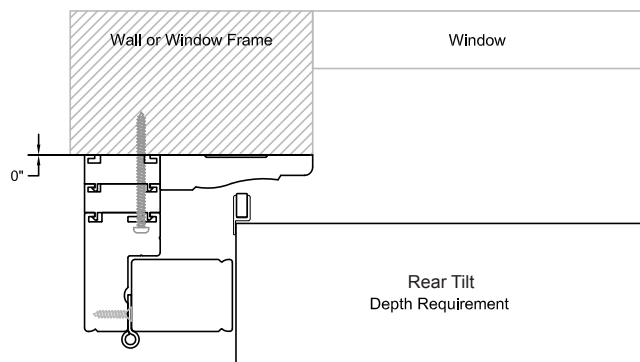 Wall or Window Frame
Window
0"
Rear Tilt
Depth Requirement